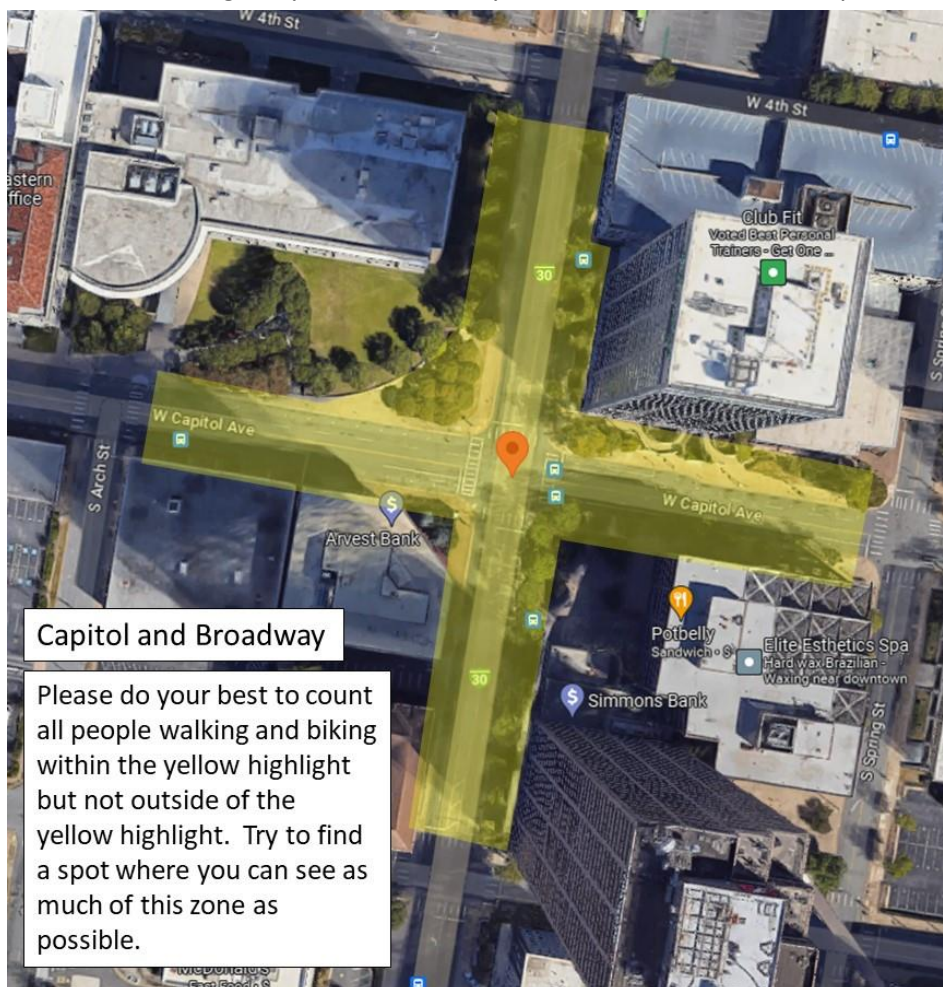 W 4th St
W 4th St
astern
ffice
Club Fit
Voted Best Personal
Trainers - Get One ...
30
W Capitol Ave
S Arch St
W Capitol Ave
Arvest Bank
Potbelly
Sandwich • $
Elite Esthetics Spa
Hard wax Brazilian -
Waxing near downtown
30
Simmons Bank
S Spring St
Capitol and Broadway
Please do your best to count
all people walking and biking
within the yellow highlight
but not outside of the
yellow highlight.  Try to find
a spot where you can see as
much of this zone as
possible.